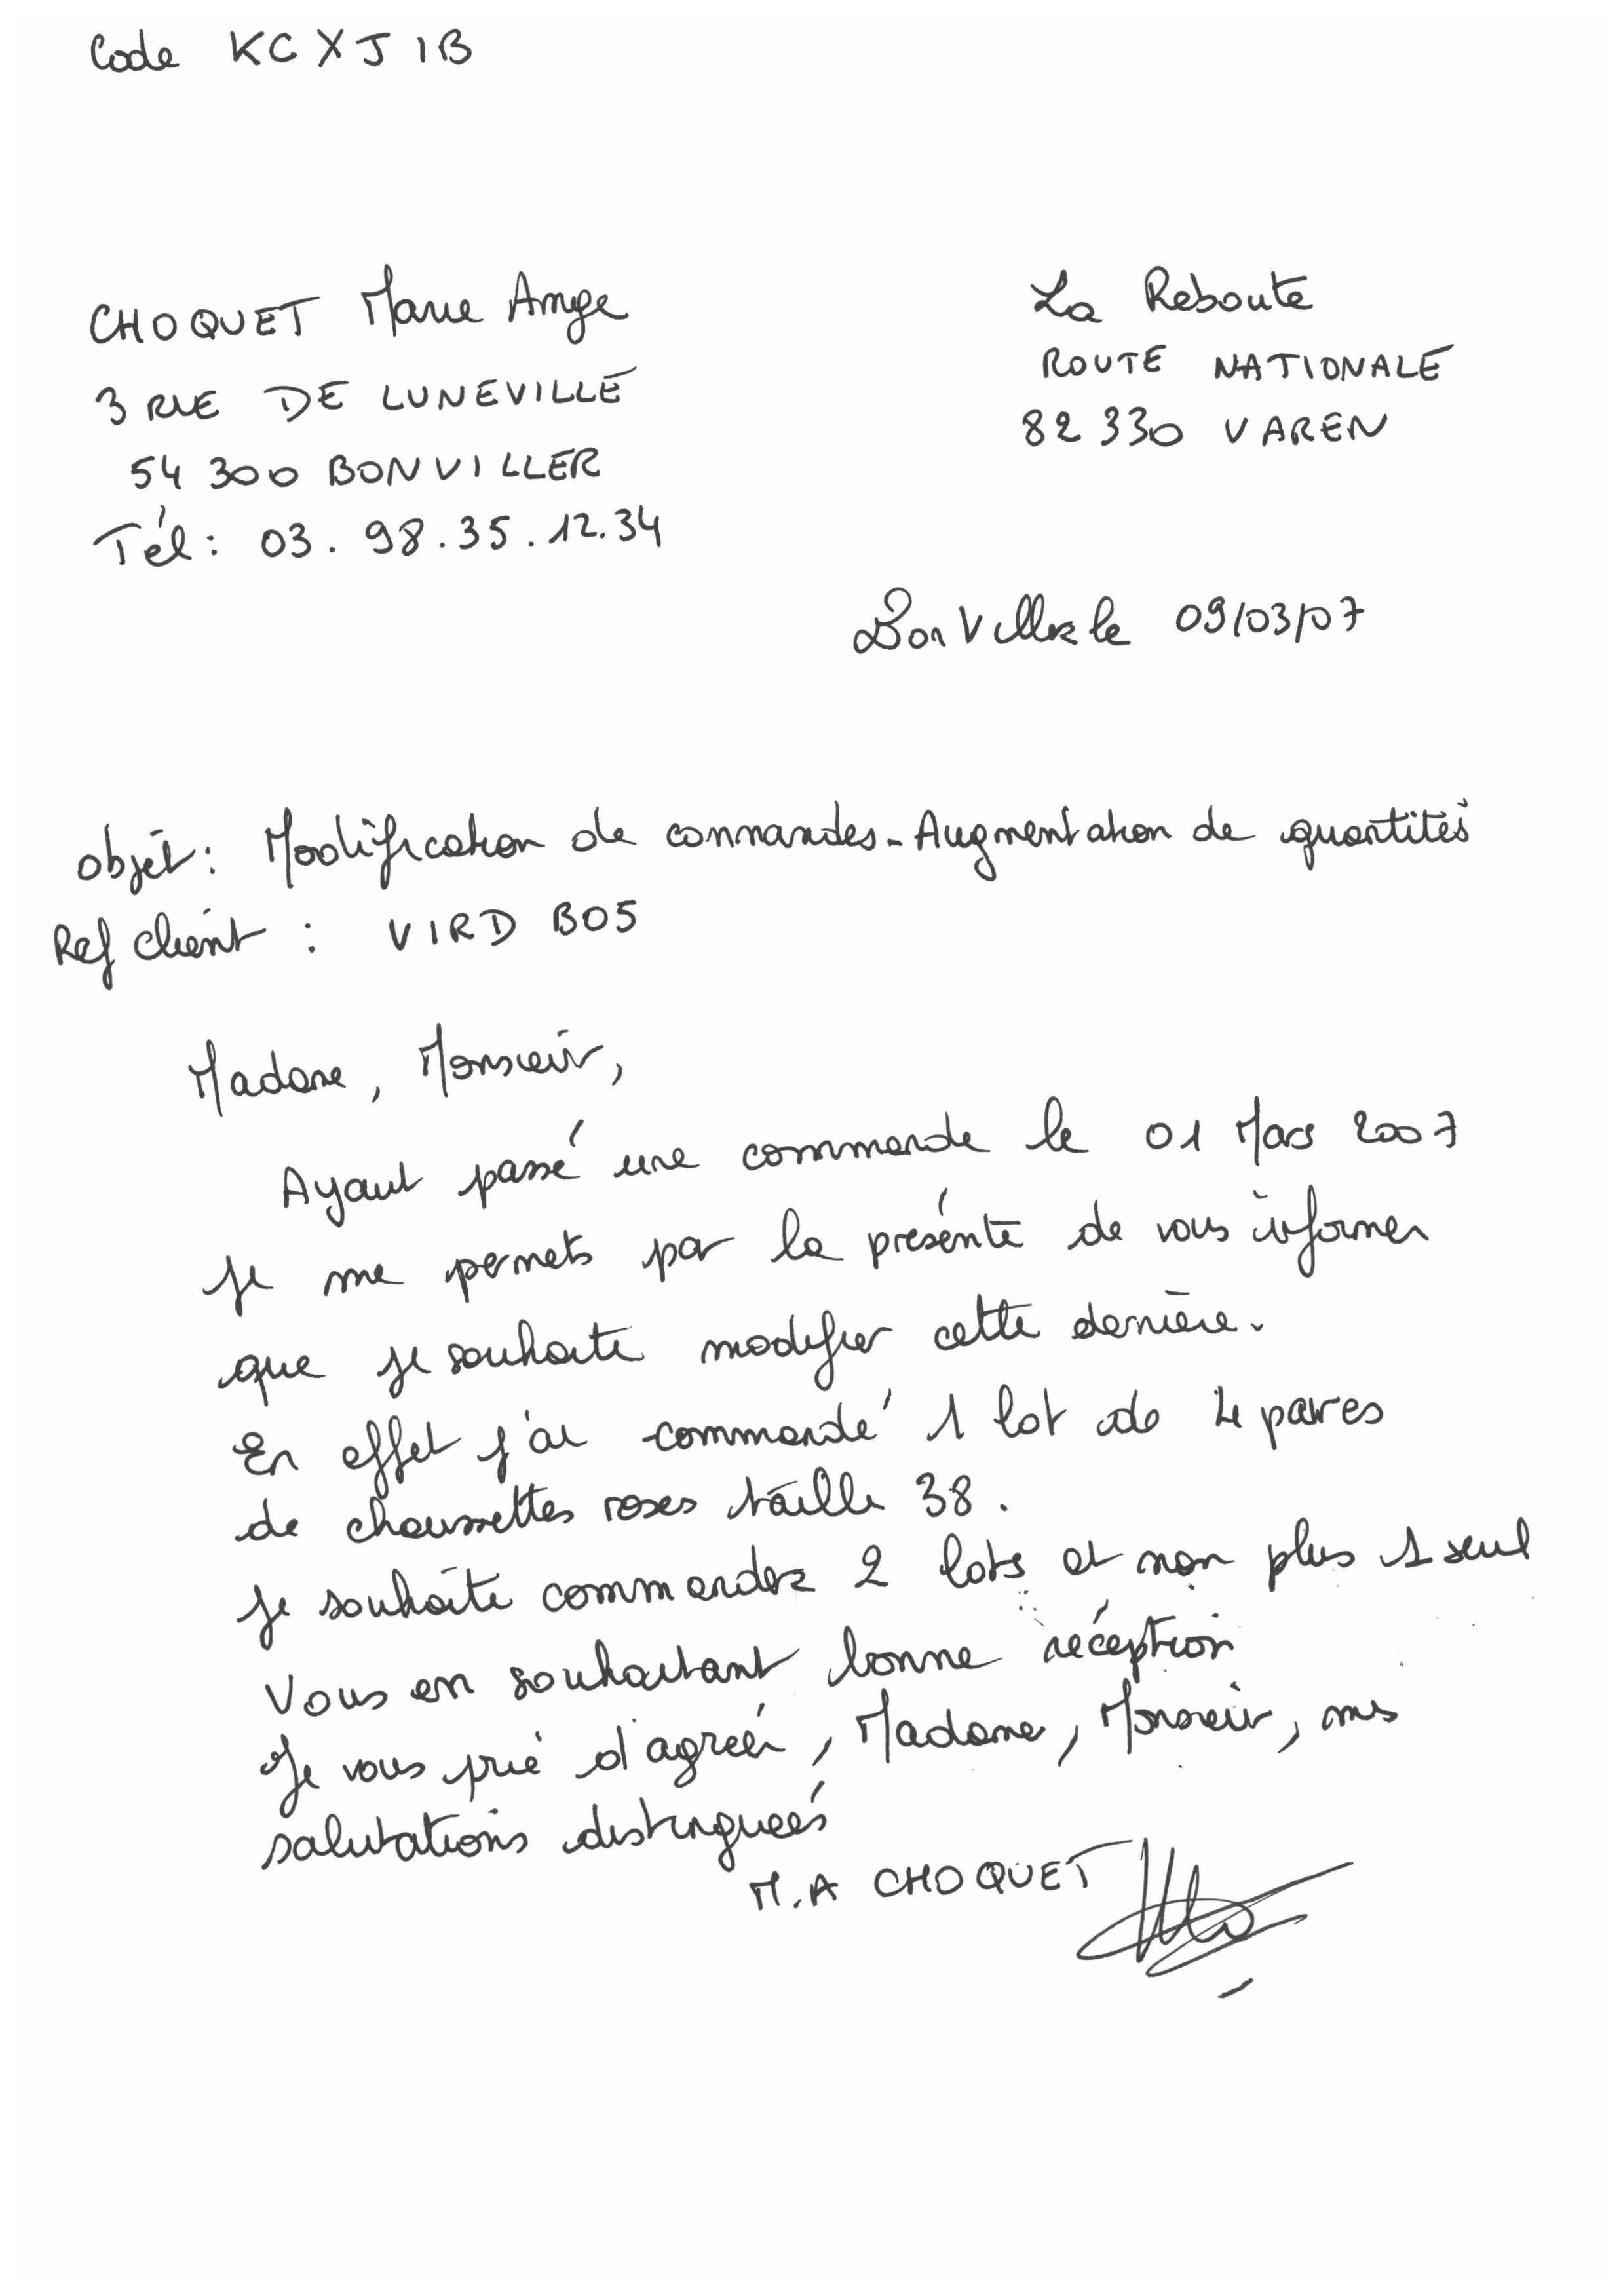 Code KCXJ1B
CHOQUET Marie Ange
3 RUE DE LUNEVILLE
54 300 BONVILLER
Tél : 03. 98. 35. 12. 34
La Reboute
ROUTE NATIONALE
82 330 VAREN
BonViller le 09/03/07
objet : Modification de commandes - Augmentation de quantités
Ref client : VIRD B05
Madame, Monsieur,
Ayant passé une commande le 01 Mars 2007
je me permets par la présente de vous informer
que je souhaite modifier cette dernière.
En effet j'ai commandé 1 lot de 4 paires
de chaussettes roses taille 38.
je souhaite commander 2 lots et non plus 1 seul
Vous en souhaitant bonne réception
Je vous prie d'agréer, Madame, Monsieur, mes
salutations distinguées
M.A CHOQUET